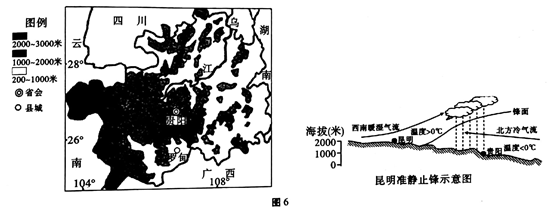 图例
2000~3000米
1000~2000米
200~1000米
◎省会
○县城
四 川
乌
湖
云
28°
28°
江
南
贵阳
26°
26°
罗甸
南
广 西
104°
108°
西南暖湿气流
温度>0℃
锋面
北方冷气流
海拔(米)
2000
1000
0
昆明
贵阳
温度<0℃
昆明准静止锋示意图
图6